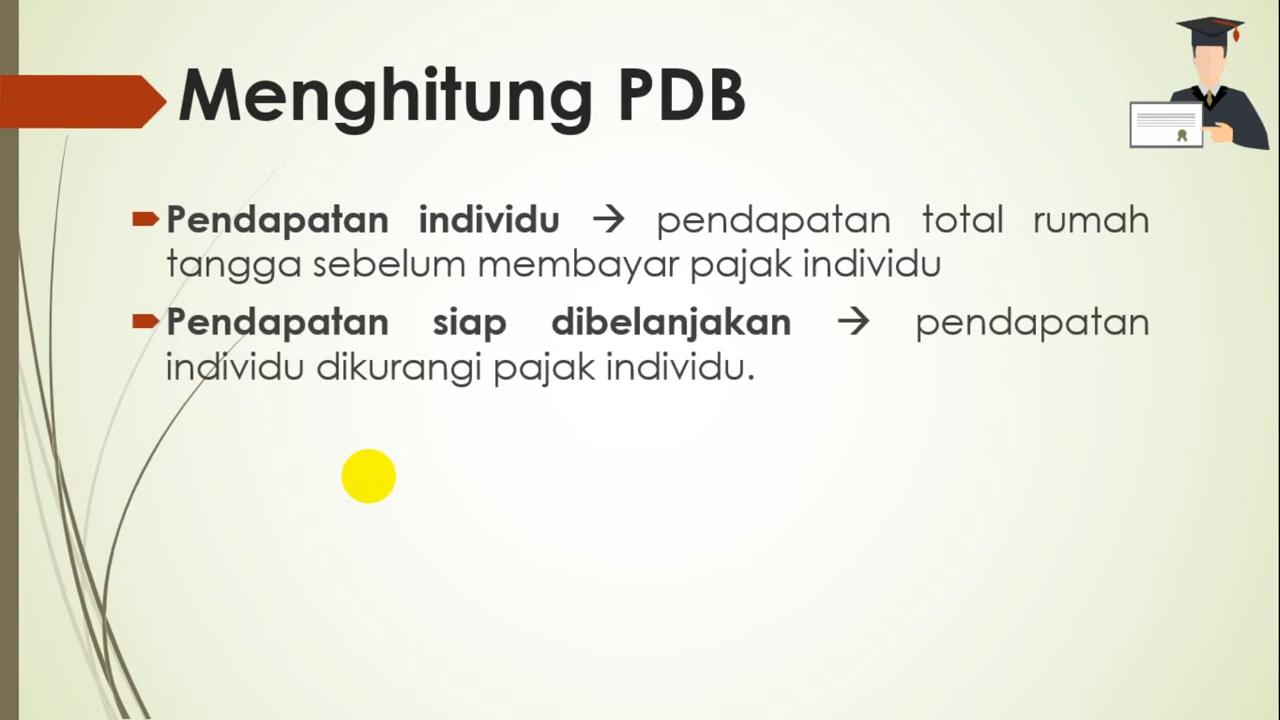 Menghitung PDB
Pendapatan individu → pendapatan total rumah
tangga sebelum membayar pajak individu
Pendapatan siap dibelanjakan → pendapatan
individu dikurangi pajak individu.